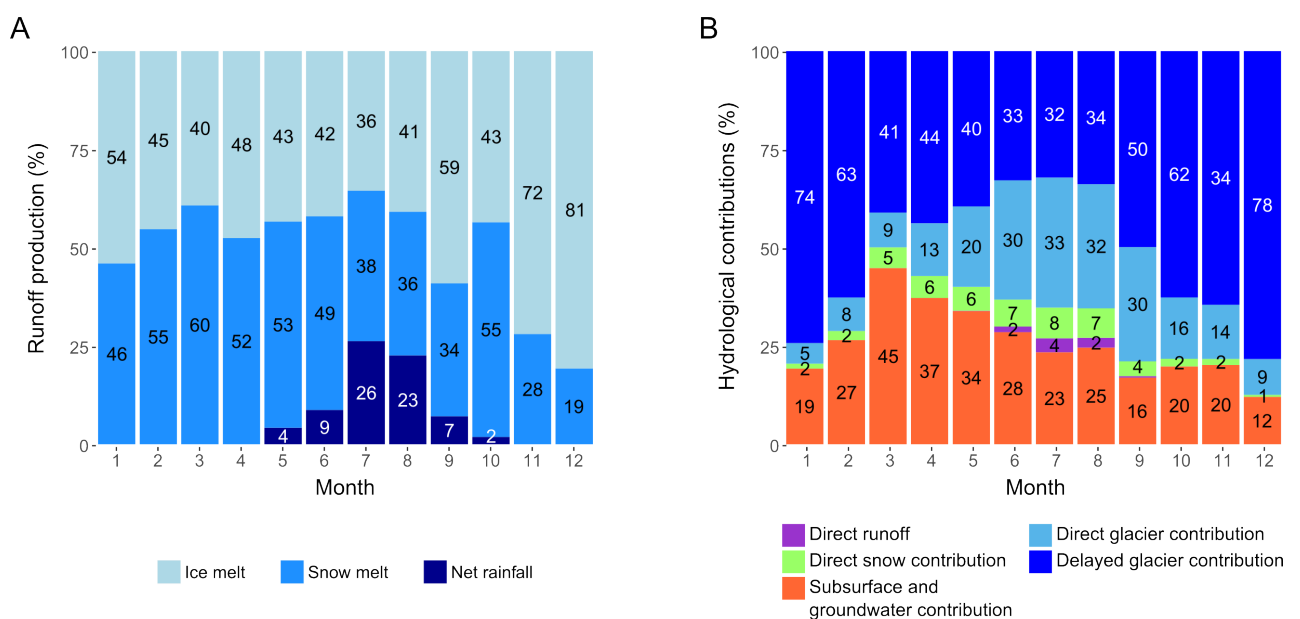 A
B
Runoff production (%)
100
75
50
25
0
54 45 40 48 43 42 36 41 59 43 72 81
46 55 60 52 53 49 38 36 34 55 28 19
4 9 26 23 7 2
1 2 3 4 5 6 7 8 9 10 11 12
Month
Ice melt Snow melt Net rainfall
Hydrological contributions (%)
100
75
50
25
0
74 63 41 44 40 33 32 34 50 62 34 78
5 8 9 13 20 30 33 32 30 16 14 9
2 2 5 6 6 7 8 7 4 2 2 1
2 4 2
19 27 45 37 34 28 23 25 16 20 20 12
1 2 3 4 5 6 7 8 9 10 11 12
Month
Direct runoff
Direct snow contribution
Subsurface and
groundwater contribution
Direct glacier contribution
Delayed glacier contribution